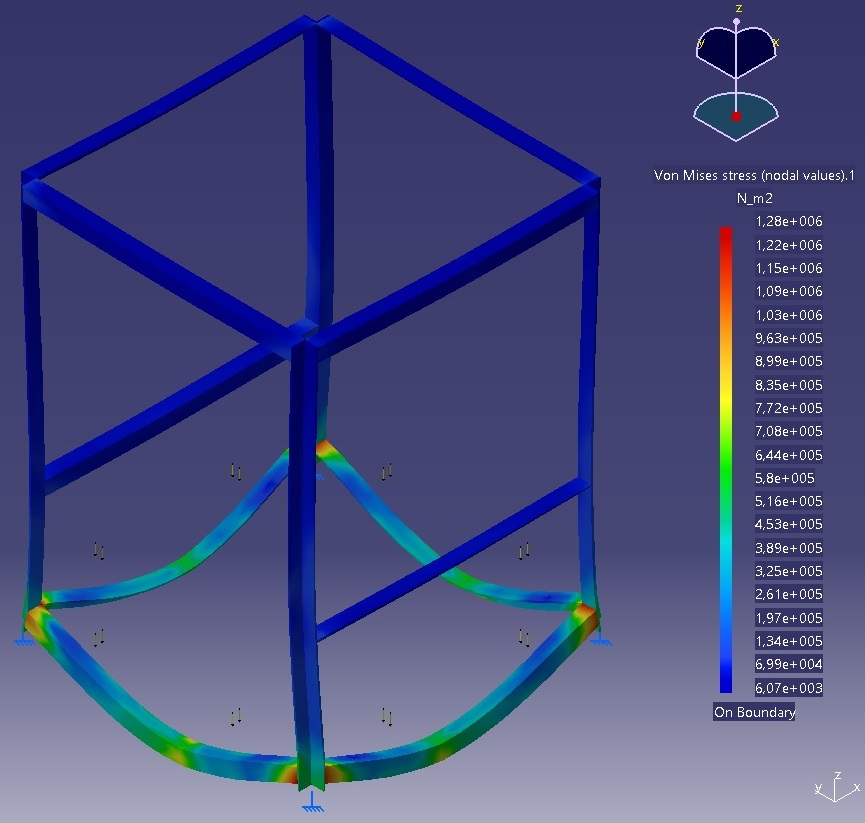 z
y x
Von Mises stress (nodal values).1
N_m2
1,28e+006
1,22e+006
1,15e+006
1,09e+006
1,03e+006
9,63e+005
8,99e+005
8,35e+005
7,72e+005
7,08e+005
6,44e+005
5,8e+005
5,16e+005
4,53e+005
3,89e+005
3,25e+005
2,61e+005
1,97e+005
1,34e+005
6,99e+004
6,07e+003
On Boundary
z
y x